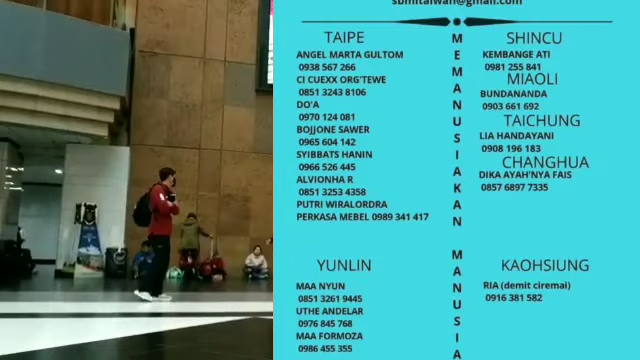 sbmitaiwan@gmail.com
TAIPE
ANGEL MARTA GULTOM
0938 567 266
CI CUEXX ORG'TEWE
0851 3243 8106
DO'A
0970 124 081
BOJJONE SAWER
0965 604 142
SYIBBATS HANIN
0966 526 445
ALVIONHA R
0851 3253 4358
PUTRI WIRALORDRA
PERKASA MEBEL 0989 341 417
YUNLIN
MAA NYUN
0851 3261 9445
UTHE ANDELAR
0976 845 768
MAA FORMOZA
0986 455 355
MEMANUSIAKAN
MANUSIA
SHINCU
KEMBANGE ATI
0981 255 841
MIAOLI
BUNDANANDA
0903 661 692
TAICHUNG
LIA HANDAYANI
0908 196 183
CHANGHUA
DIKA AYAH'NYA FAIS
0857 6897 7335
KAOHSIUNG
RIA (demit ciremai)
0916 381 582